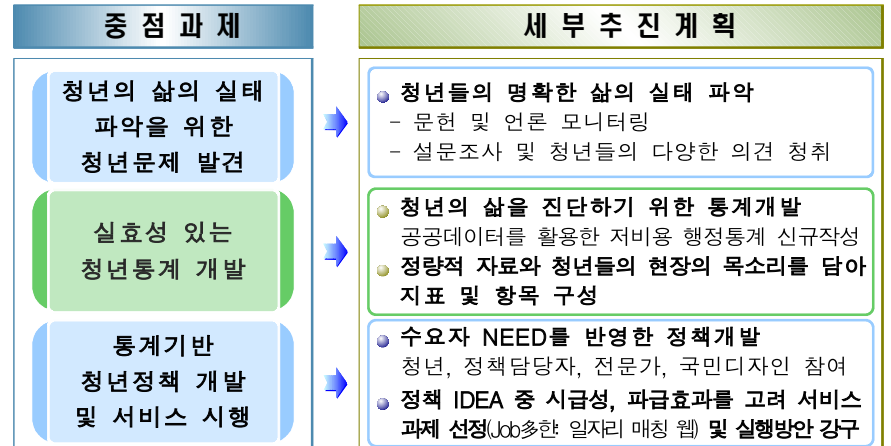 중 점 과 제
세 부 추 진 계 획
청년의 삶의 실태
파악을 위한
청년문제 발견
청년들의 명확한 삶의 실태 파악
- 문헌 및 언론 모니터링
- 설문조사 및 청년들의 다양한 의견 청취
실효성 있는
청년통계 개발
청년의 삶을 진단하기 위한 통계개발
공공데이터를 활용한 저비용 행정통계 신규작성
정량적 자료와 청년들의 현장의 목소리를 담아
지표 및 항목 구성
통계기반
청년정책 개발
및 서비스 시행
수요자 NEED를 반영한 정책개발
청년, 정책담당자, 전문가, 국민디자인 참여
정책 IDEA 중 시급성, 파급효과를 고려 서비스
과제 선정(Job多한 일자리 매칭 웹) 및 실행방안 강구